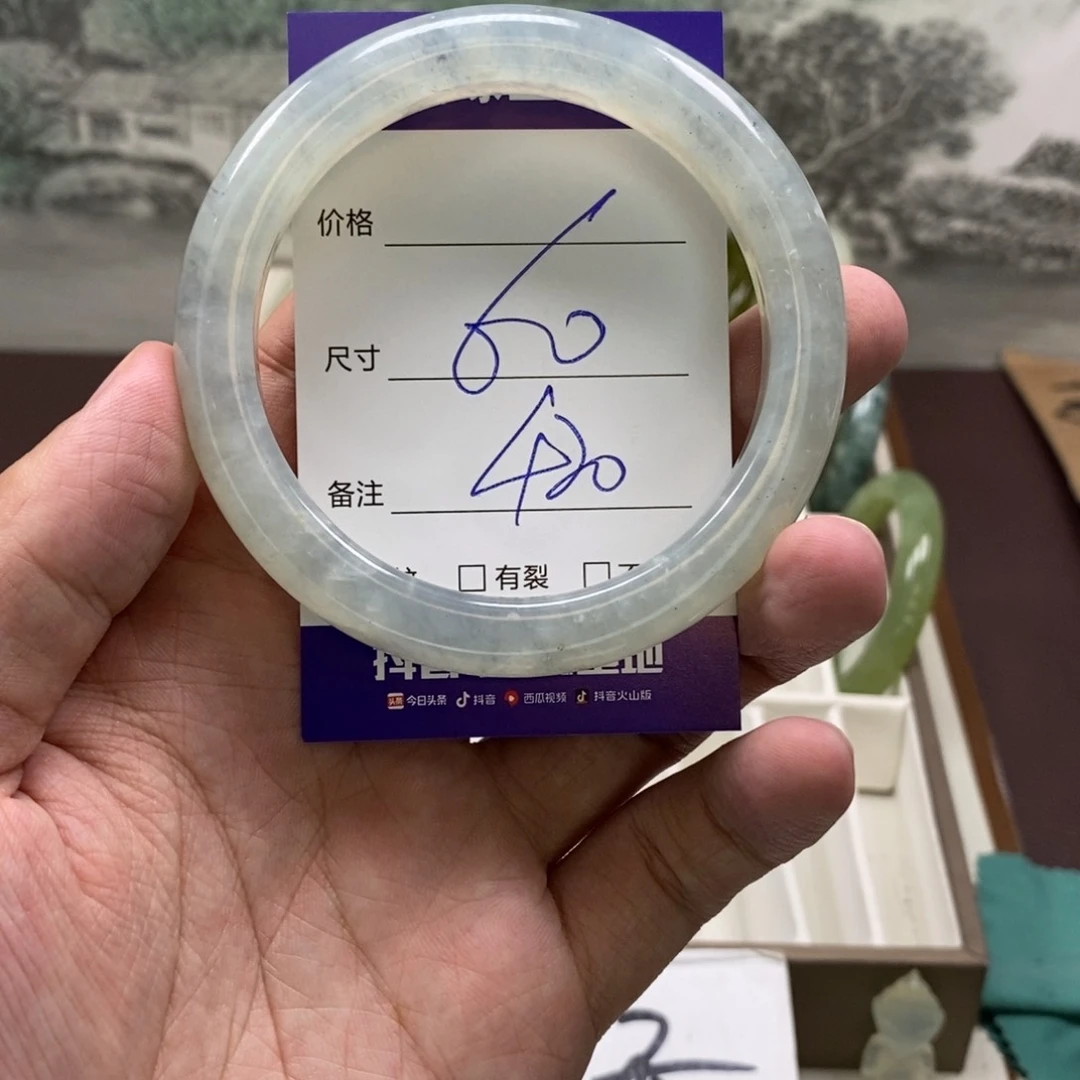 价格
尺寸 60
备注 420
□ 有裂 □
今日头条 抖音 西瓜视频 抖音火山版